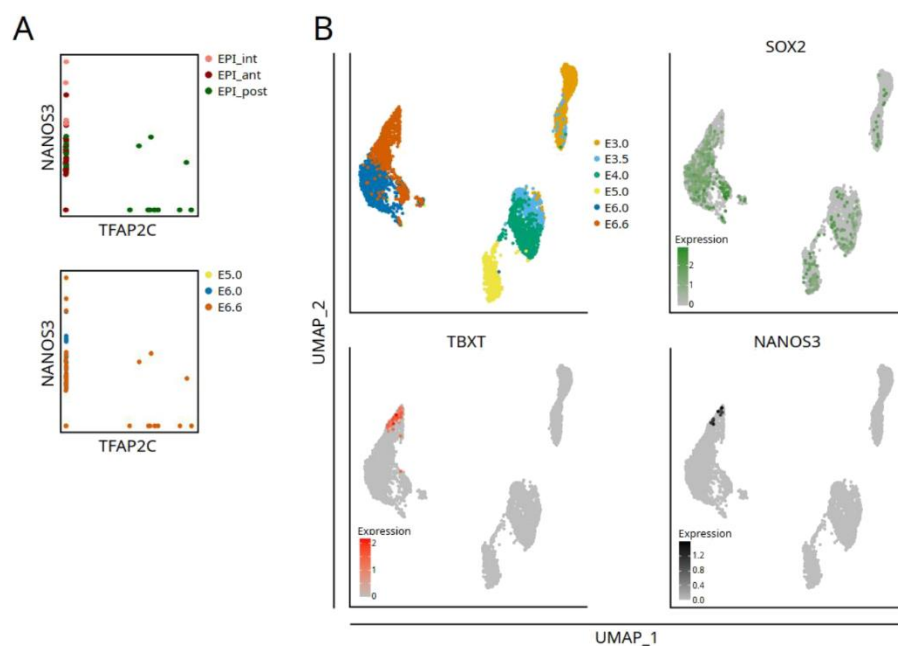 A
NANOS3
EPI_int
EPI_ant
EPI_post
TFAP2C
NANOS3
E5.0
E6.0
E6.6
TFAP2C
B
UMAP_2
E3.0
E3.5
E4.0
E5.0
E6.0
E6.6
SOX2
Expression
2
1
0
TBXT
Expression
2
1
0
NANOS3
Expression
1.2
0.8
0.4
0.0
UMAP_1